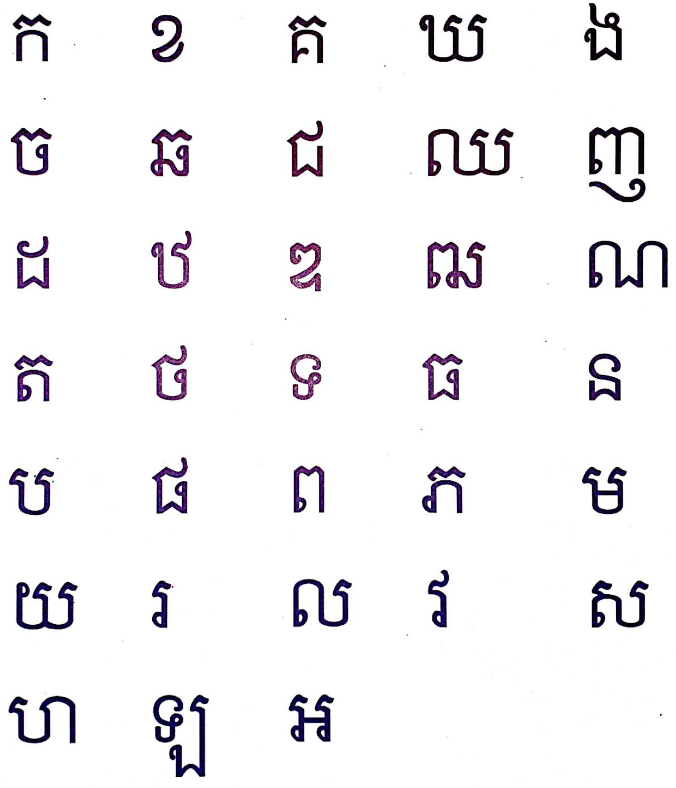 ក ខ គ ឃ ង
ច ឆ ជ ឈ ញ
ដ ឋ ឌ ឍ ណ
ត ថ ទ ធ ន
ប ផ ព ភ ម
យ រ ល វ ស
ហ ឡ អ